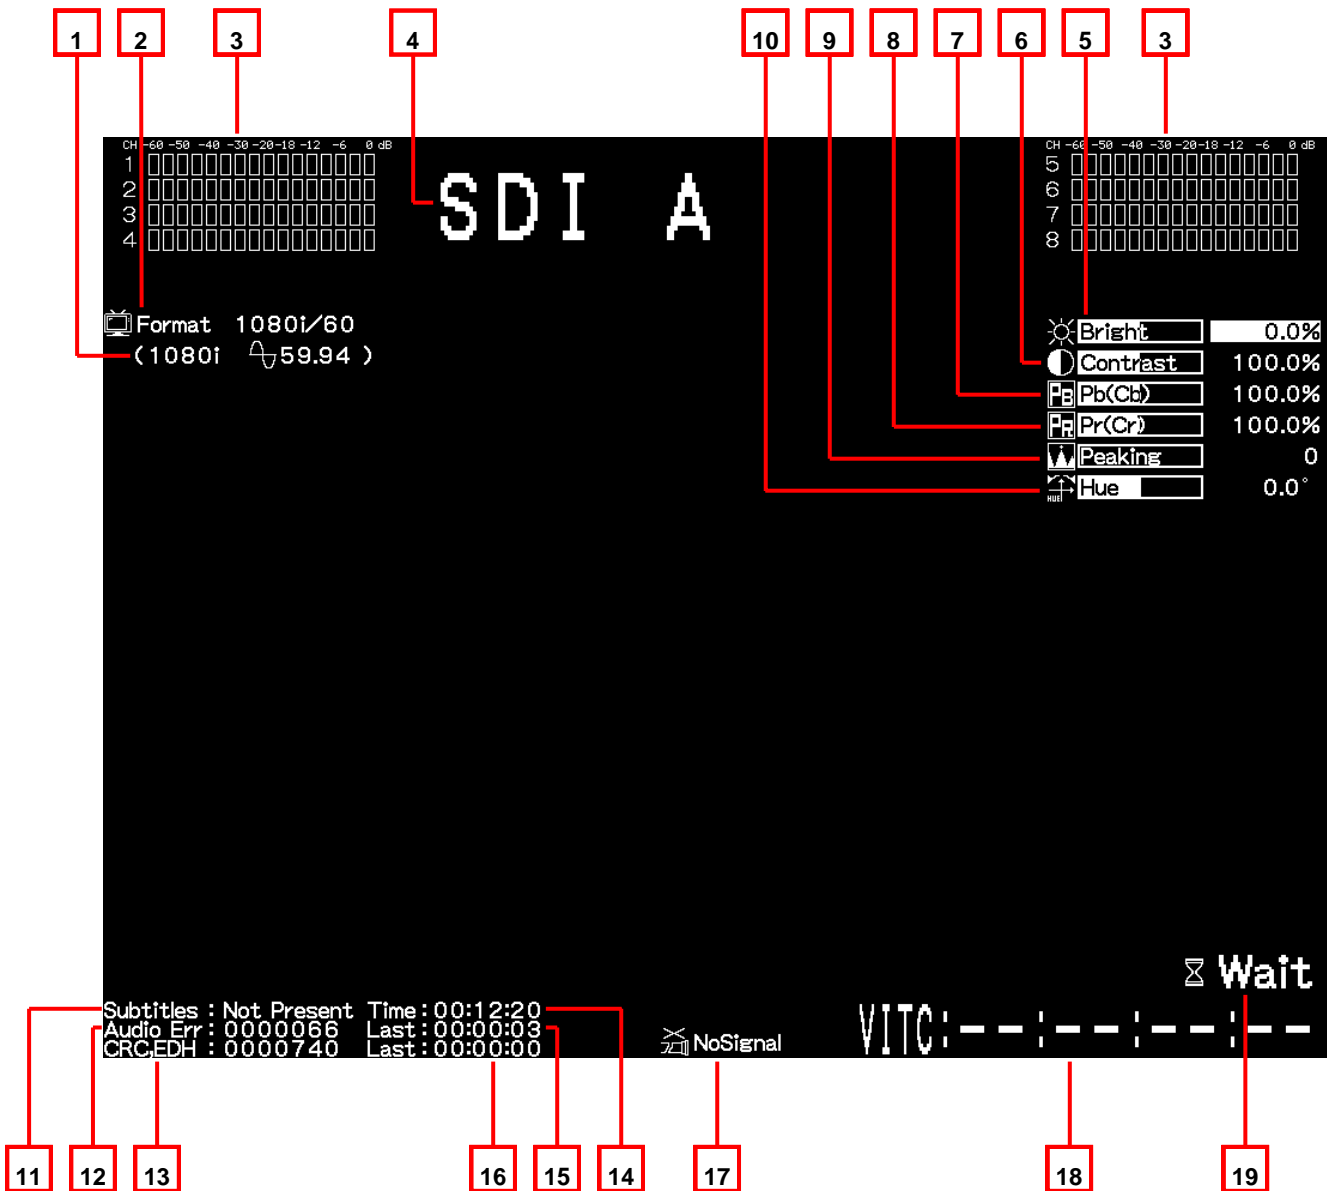 1 2 3 4 10 9 8 7 6 5 3
CH -60 -50 -40 -30 -20 -18 -12 -6 0 dB
1
2
3
4
SDI A
CH -60 -50 -40 -30 -20 -18 -12 -6 0 dB
5
6
7
8
Format 1080i/60
(1080i 59.94 )
Bright 0.0%
Contrast 100.0%
PB Pb(Cb) 100.0%
PR Pr(Cr) 100.0%
Peaking 0
HUE Hue 0.0°
Wait
Subtitles : Not Present Time : 00:12:20
Audio Err : 0000066 Last : 00:00:03
CRC,EDH : 0000740 Last : 00:00:00
NoSignal
VITC:--:--:--:--
11 12 13 16 15 14 17 18 19